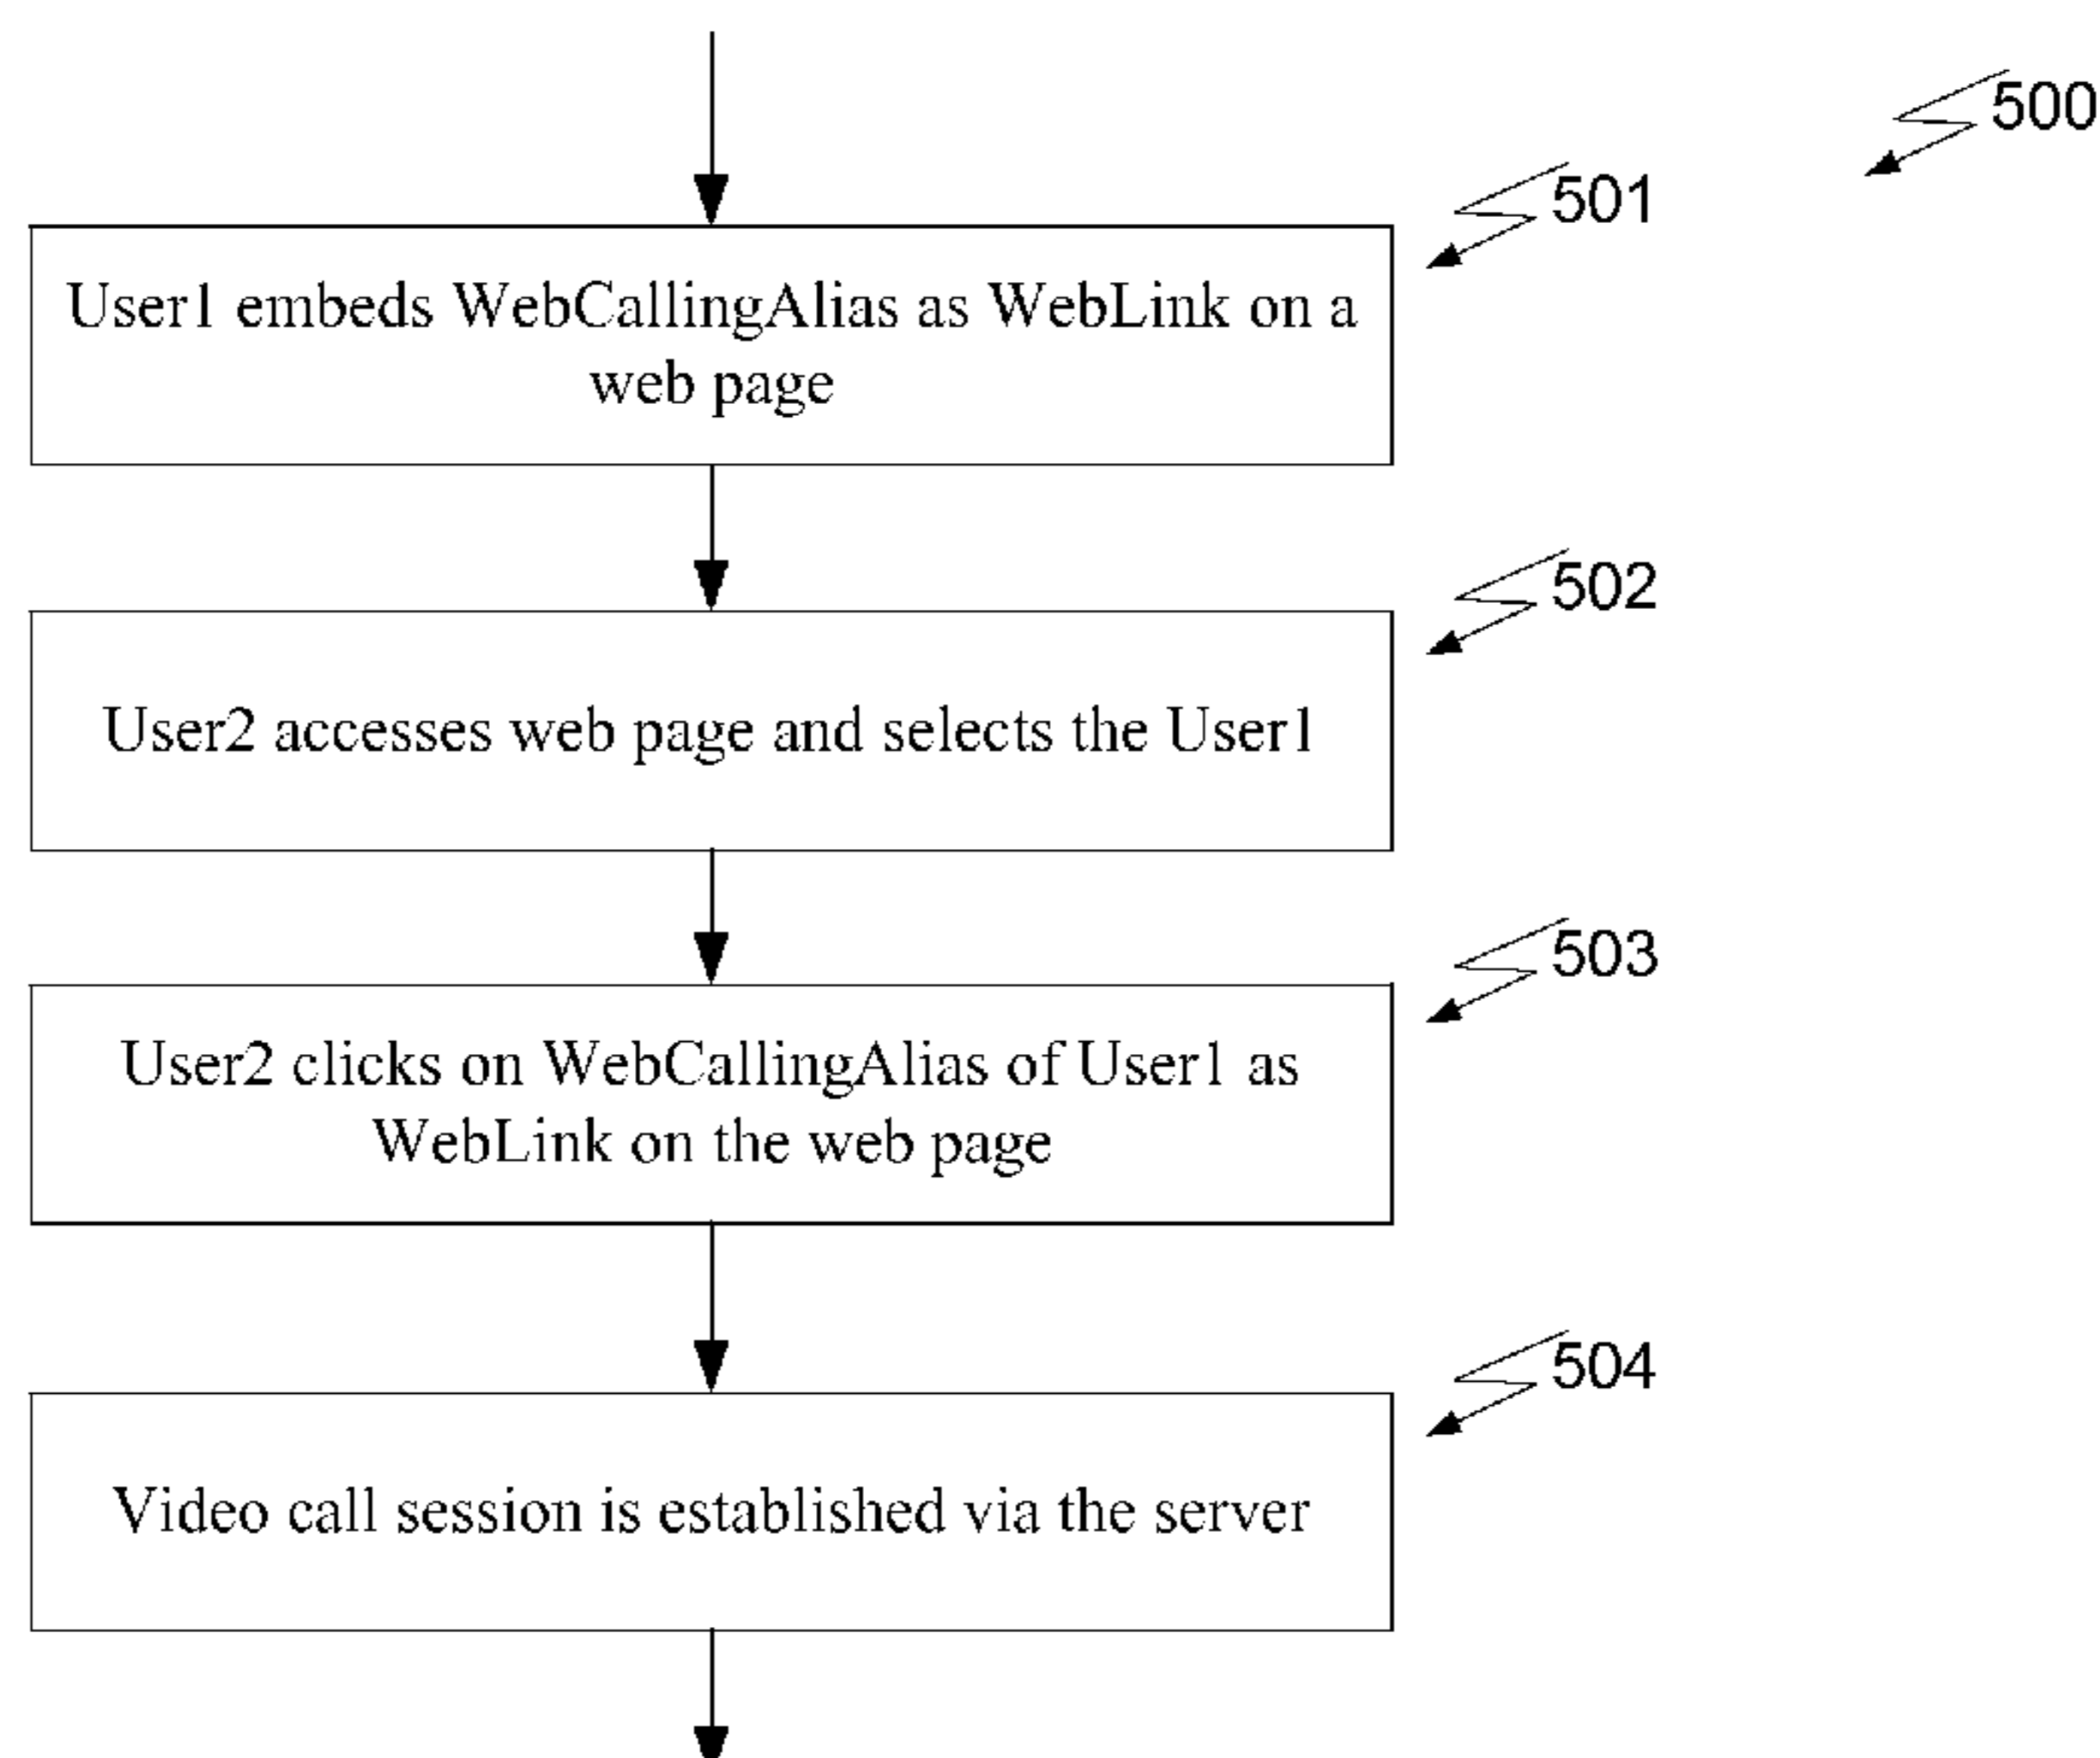 500
501
User1 embeds WebCallingAlias as WebLink on a
web page
502
User2 accesses web page and selects the User1
503
User2 clicks on WebCallingAlias of User1 as
WebLink on the web page
504
Video call session is established via the server